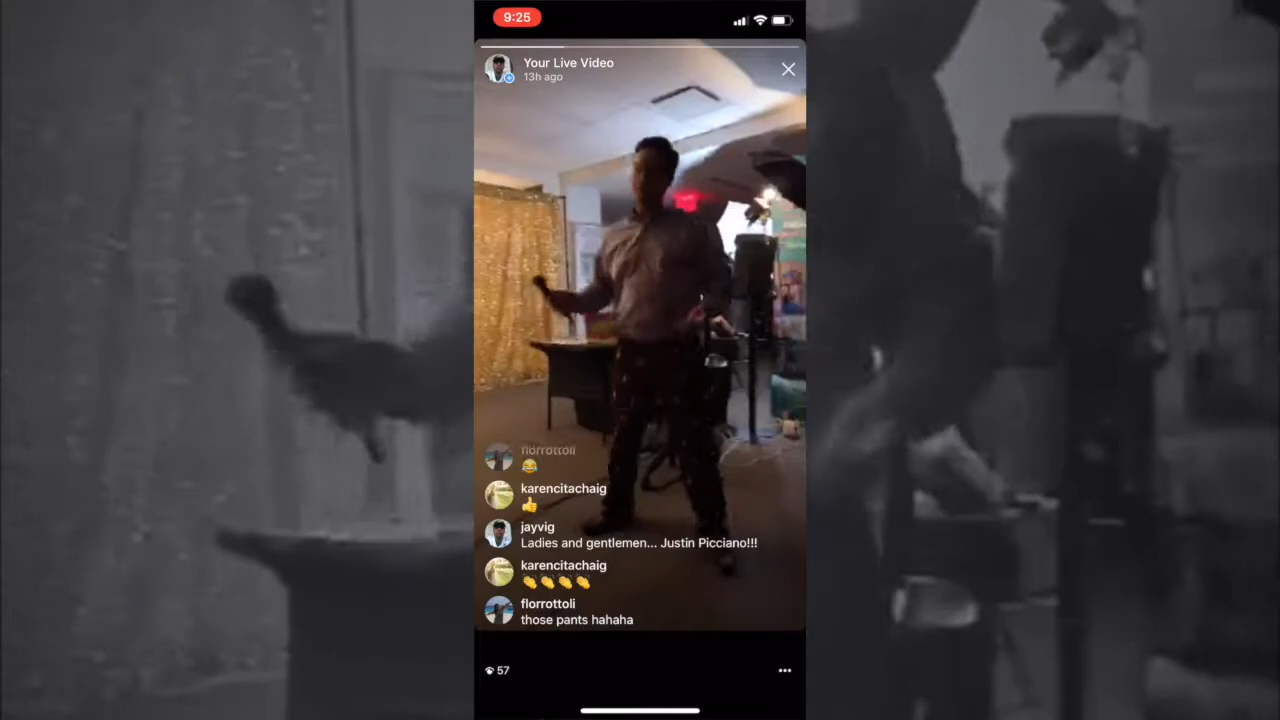 9:25
Your Live Video
13h ago
florrottoli
😂
karencitachaig
👍
jayvig
Ladies and gentlemen... Justin Picciano!!!
karencitachaig
👏👏👏👏
florrottoli
those pants hahaha
57